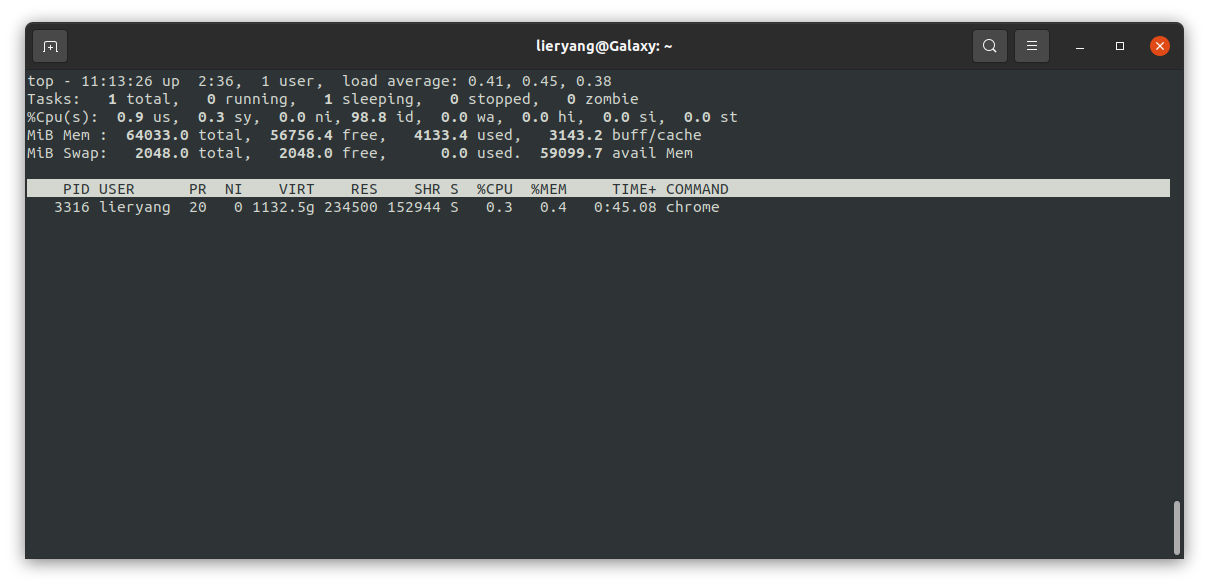 lieryang@Galaxy: ~
top - 11:13:26 up  2:36,  1 user,  load average: 0.41, 0.45, 0.38
Tasks:   1 total,   0 running,   1 sleeping,   0 stopped,   0 zombie
%Cpu(s):  0.9 us,  0.3 sy,  0.0 ni, 98.8 id,  0.0 wa,  0.0 hi,  0.0 si,  0.0 st
MiB Mem :  64033.0 total,  56756.4 free,   4133.4 used,   3143.2 buff/cache
MiB Swap:   2048.0 total,   2048.0 free,      0.0 used.  59099.7 avail Mem
    PID USER      PR  NI    VIRT    RES    SHR S  %CPU  %MEM     TIME+ COMMAND
   3316 lieryang  20   0 1132.5g 234500 152944 S   0.3   0.4   0:45.08 chrome